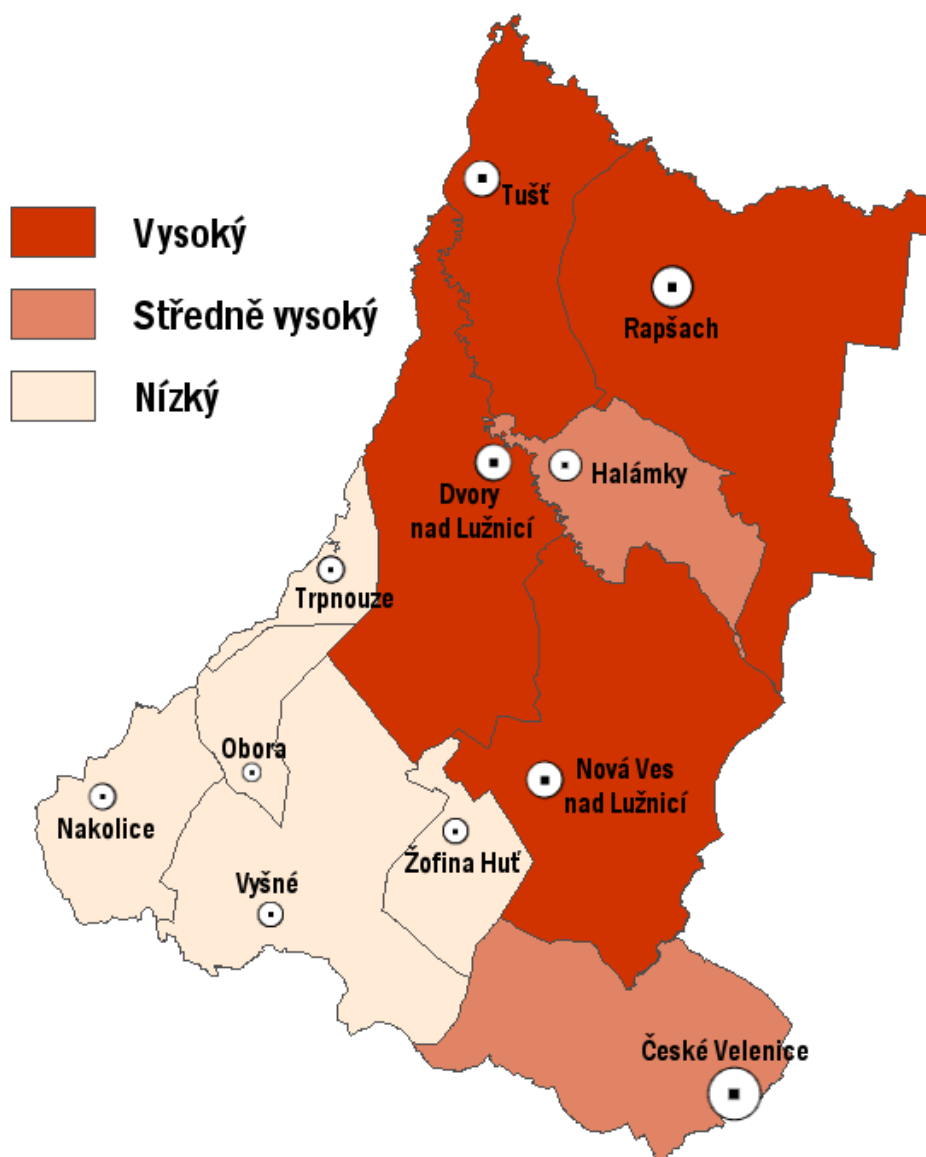 Vysoký
Středně vysoký
Nízký
Tušť
Rapšach
Halámky
Dvory
nad Lužnicí
Trpnouze
Obora
Nakolice
Vyšné
Žofina Huť
Nová Ves
nad Lužnicí
České Velenice